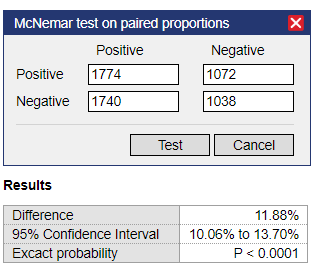 McNemar test on paired proportions
Positive Negative
Positive 1774 1072
Negative 1740 1038
Test Cancel
Results
Difference 11.88%
95% Confidence Interval 10.06% to 13.70%
Excact probability P < 0.0001